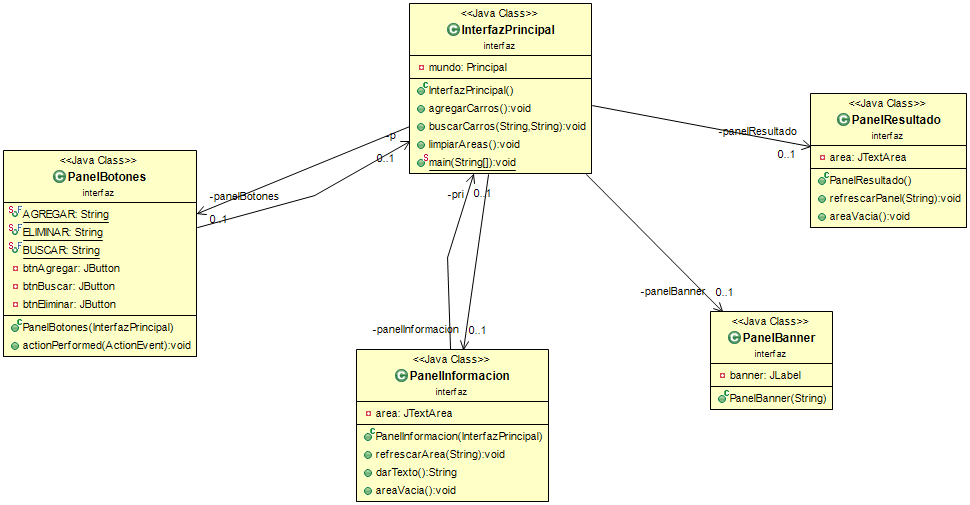 <<Java Class>>
InterfazPrincipal
interfaz
mundo: Principal
InterfazPrincipal()
agregarCarros():void
buscarCarros(String,String):void
limpiarAreas():void
main(String[]):void
<<Java Class>>
PanelResultado
interfaz
area: JTextArea
PanelResultado()
refrescarPanel(String):void
areaVacia():void
-panelResultado
0..1
-p
0..1
-panelBotones
0..1
<<Java Class>>
PanelBotones
interfaz
AGREGAR: String
ELIMINAR: String
BUSCAR: String
btnAgregar: JButton
btnBuscar: JButton
btnEliminar: JButton
PanelBotones(InterfazPrincipal)
actionPerformed(ActionEvent):void
-pri
0..1
-panelInformacion
0..1
-panelBanner
0..1
<<Java Class>>
PanelBanner
interfaz
banner: JLabel
PanelBanner(String)
<<Java Class>>
PanelInformacion
interfaz
area: JTextArea
PanelInformacion(InterfazPrincipal)
refrescarArea(String):void
darTexto():String
areaVacia():void